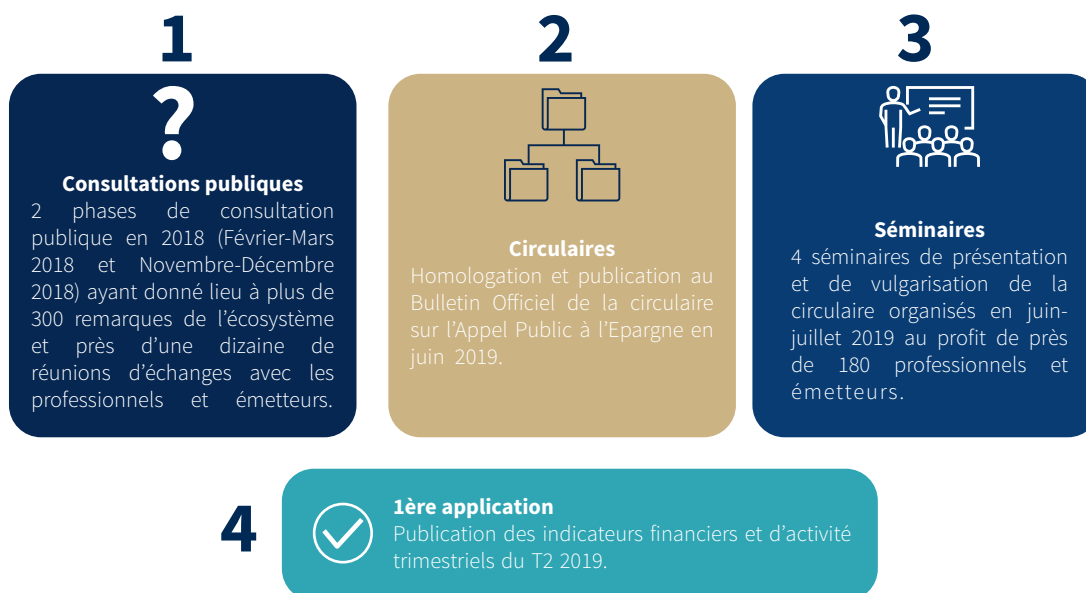 1
?
Consultations publiques
2 phases de consultation
publique en 2018 (Février-Mars
2018 et Novembre-Décembre
2018) ayant donné lieu à plus de
300 remarques de l'écosystème
et près d'une dizaine de
réunions d'échanges avec les
professionnels et émetteurs.
2
Circulaires
Homologation et publication au
Bulletin Officiel de la circulaire
sur l'Appel Public à l'Epargne en
juin 2019.
3
Séminaires
4 séminaires de présentation
et de vulgarisation de la
circulaire organisés en juin-
juillet 2019 au profit de près
de 180 professionnels et
émetteurs.
4
1ère application
Publication des indicateurs financiers et d'activité
trimestriels du T2 2019.